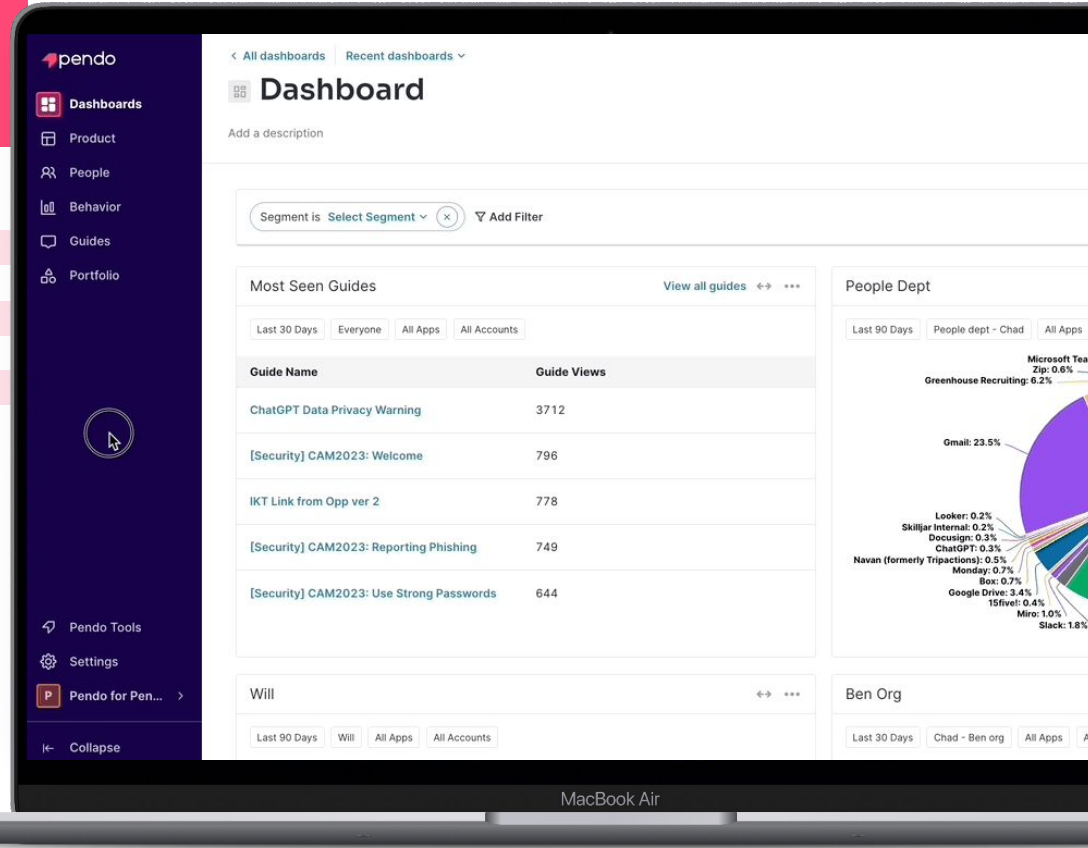 pendo
Dashboards
Product
People
Behavior
Guides
Portfolio
Pendo Tools
Settings
P Pendo for Pen...
Collapse
All dashboards Recent dashboards
Dashboard
Add a description
Segment is Select Segment Add Filter
Most Seen Guides View all guides
Last 30 Days Everyone All Apps All Accounts
Guide Name Guide Views
ChatGPT Data Privacy Warning 3712
[Security] CAM2023: Welcome 796
IKT Link from Opp ver 2 778
[Security] CAM2023: Reporting Phishing 749
[Security] CAM2023: Use Strong Passwords 644
People Dept
Last 90 Days People dept - Chad All Apps
Microsoft Tea
Zip: 0.6%
Greenhouse Recruiting: 6.2%
Gmail: 23.5%
Looker: 0.2%
Skilljar Internal: 0.2%
Docusign: 0.3%
ChatGPT: 0.3%
Navan (formerly Tripactions): 0.5%
Monday: 0.7%
Box: 0.7%
Google Drive: 3.4%
15five!: 0.4%
Miro: 1.0%
Slack: 1.8%
Will
Last 90 Days Will All Apps All Accounts
Ben Org
Last 30 Days Chad - Ben org All Apps A
MacBook Air